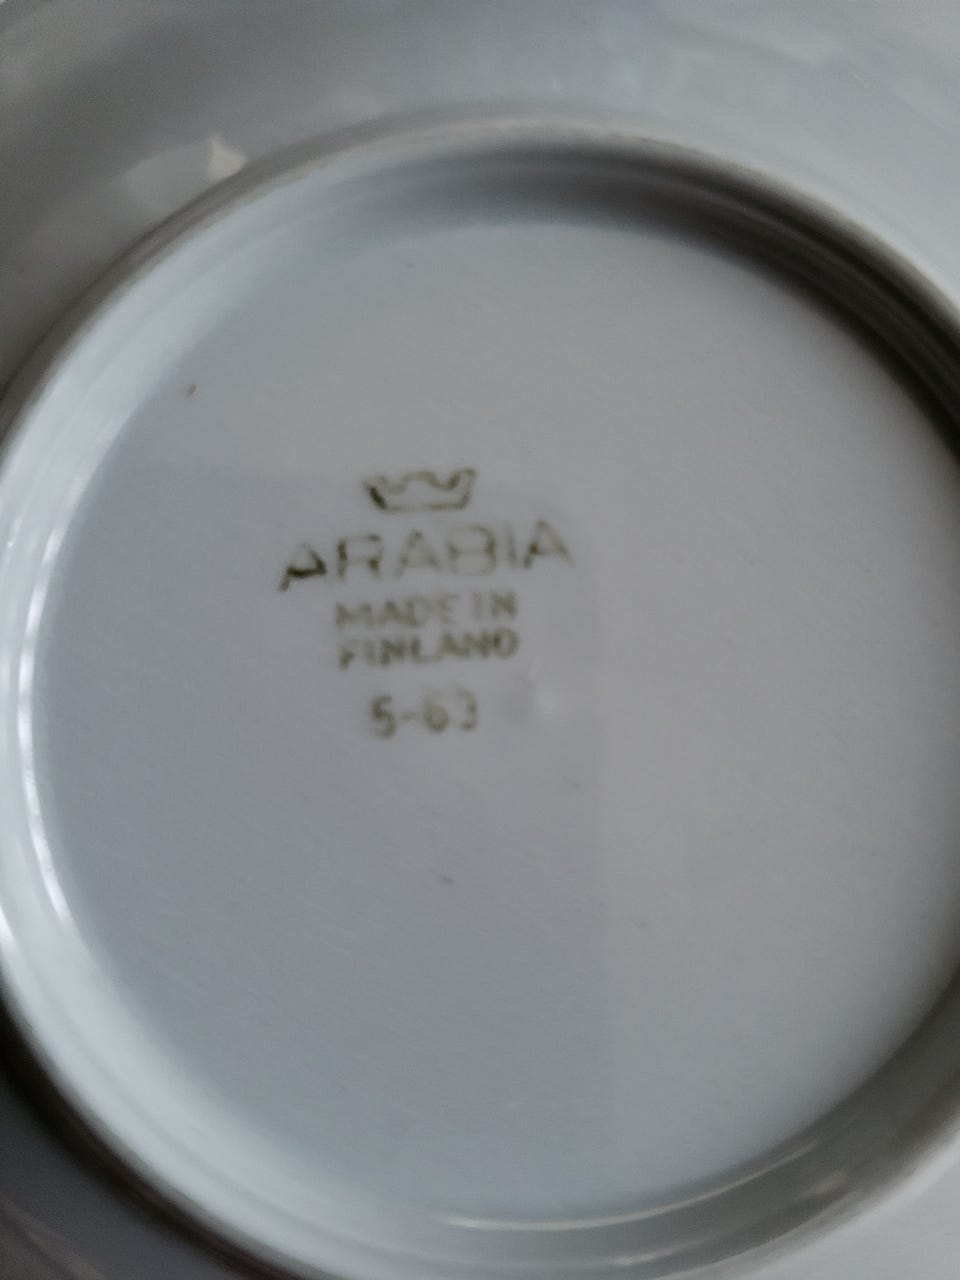 ARABIA
MADE IN
FINLAND
5-63